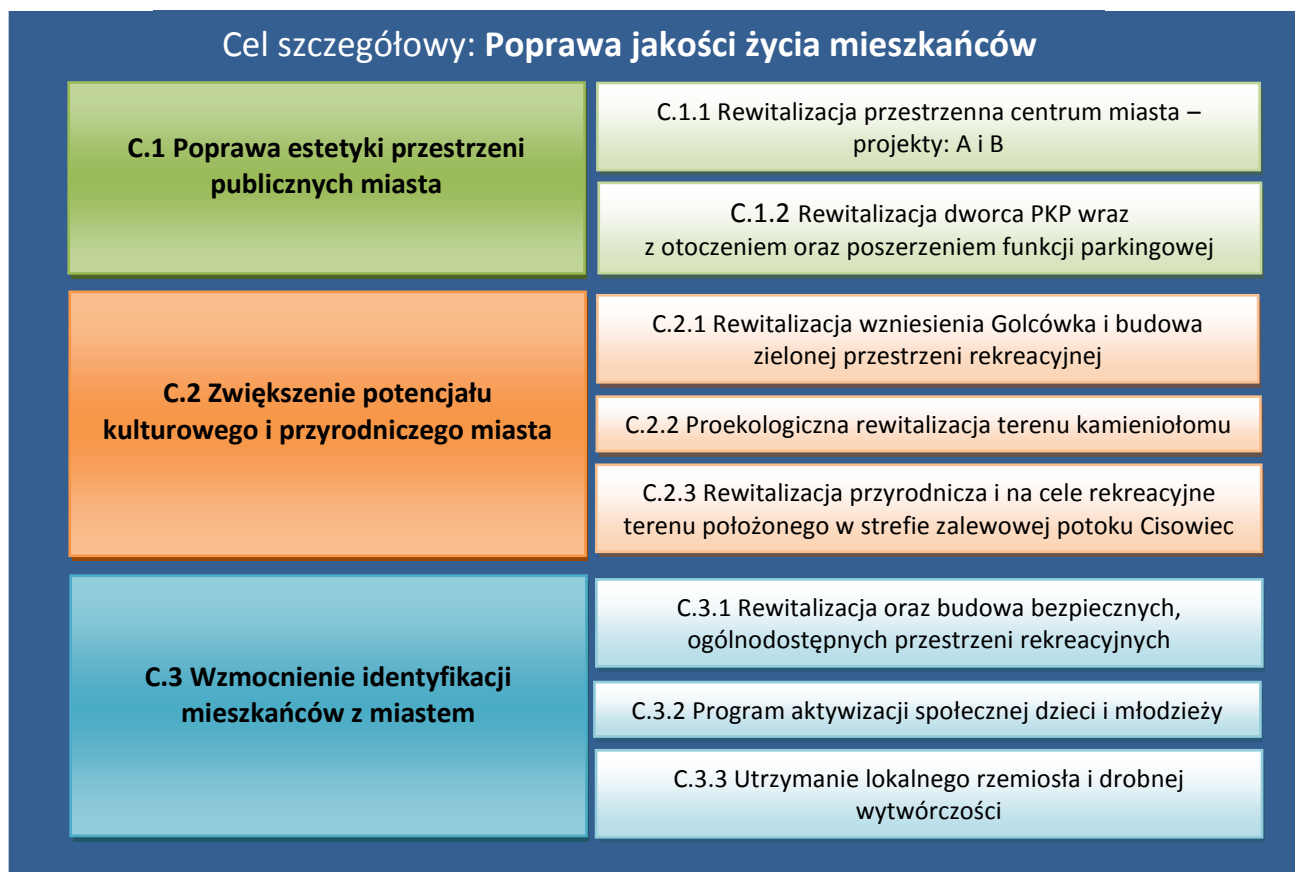 Cel szczegółowy: Poprawa jakości życia mieszkańców
C.1 Poprawa estetyki przestrzeni
publicznych miasta
C.1.1 Rewitalizacja przestrzenna centrum miasta –
projekty: A i B
C.1.2 Rewitalizacja dworca PKP wraz
z otoczeniem oraz poszerzeniem funkcji parkingowej
C.2 Zwiększenie potencjału
kulturowego i przyrodniczego miasta
C.2.1 Rewitalizacja wzniesienia Golcówka i budowa
zielonej przestrzeni rekreacyjnej
C.2.2 Proekologiczna rewitalizacja terenu kamieniołomu
C.2.3 Rewitalizacja przyrodnicza i na cele rekreacyjne
terenu położonego w strefie zalewowej potoku Cisowiec
C.3 Wzmocnienie identyfikacji
mieszkańców z miastem
C.3.1 Rewitalizacja oraz budowa bezpiecznych,
ogólnodostępnych przestrzeni rekreacyjnych
C.3.2 Program aktywizacji społecznej dzieci i młodzieży
C.3.3 Utrzymanie lokalnego rzemiosła i drobnej
wytwórczości